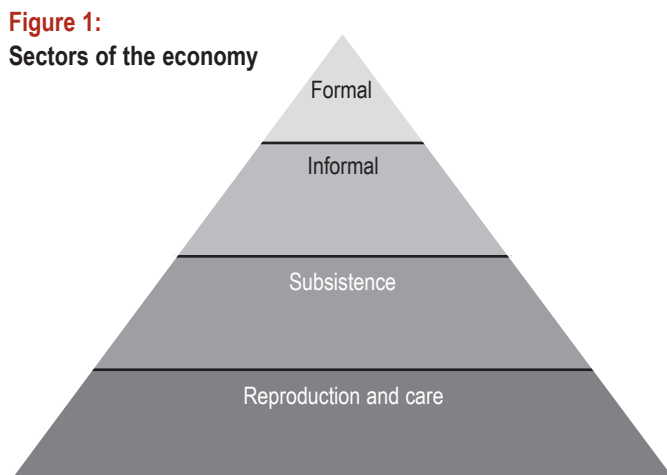 Figure 1:
Sectors of the economy
Formal
Informal
Subsistence
Reproduction and care